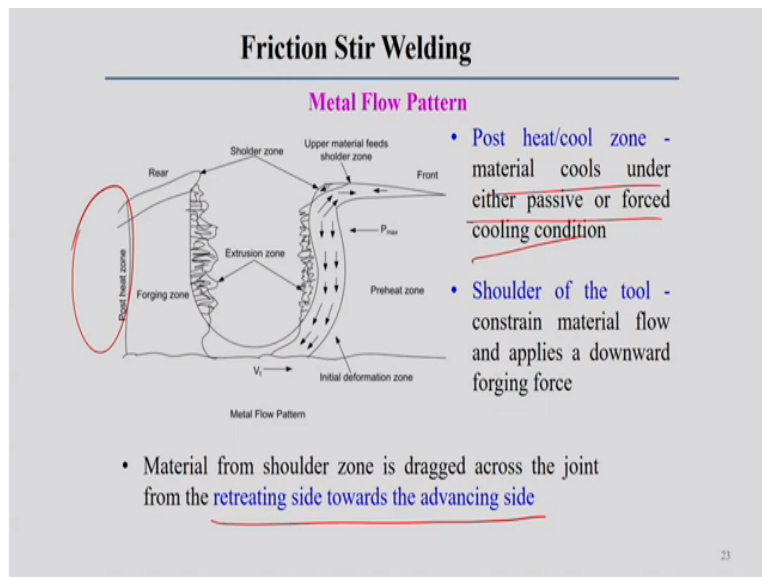 Friction Stir Welding
Metal Flow Pattern
Rear
Sholder zone
Upper material feeds
sholder zone
Front
Pmax
Extrusion zone
Post heat zone
Forging zone
Preheat zone
V₁
Initial deformation zone
Metal Flow Pattern
• Post heat/cool zone -
material cools under
either passive or forced
cooling condition
• Shoulder of the tool -
constrain material flow
and applies a downward
forging force
• Material from shoulder zone is dragged across the joint
from the retreating side towards the advancing side
23